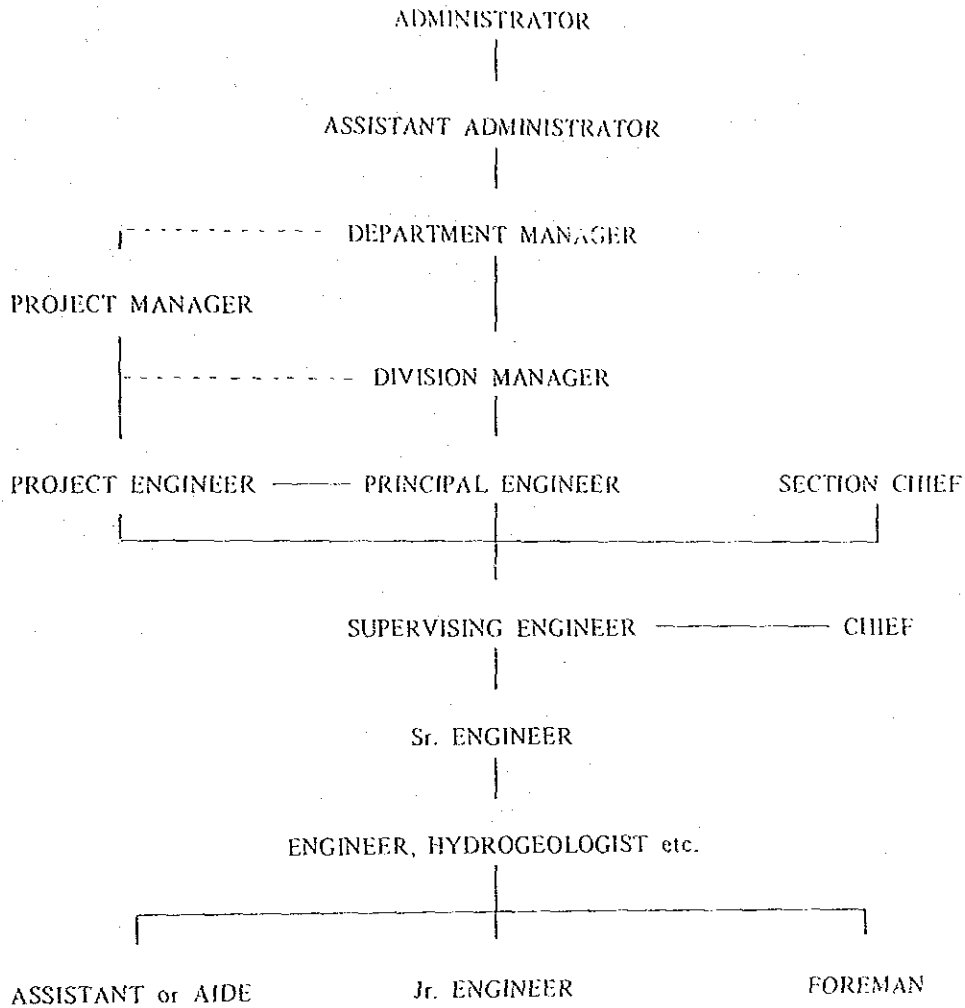 ADMINISTRATOR
ASSISTANT ADMINISTRATOR
DEPARTMENT MANAGER
PROJECT MANAGER
DIVISION MANAGER
PROJECT ENGINEER PRINCIPAL ENGINEER SECTION CHIEF
SUPERVISING ENGINEER CHIEF
Sr. ENGINEER
ENGINEER, HYDROGEOLOGIST etc.
ASSISTANT or AIDE Jr. ENGINEER FOREMAN